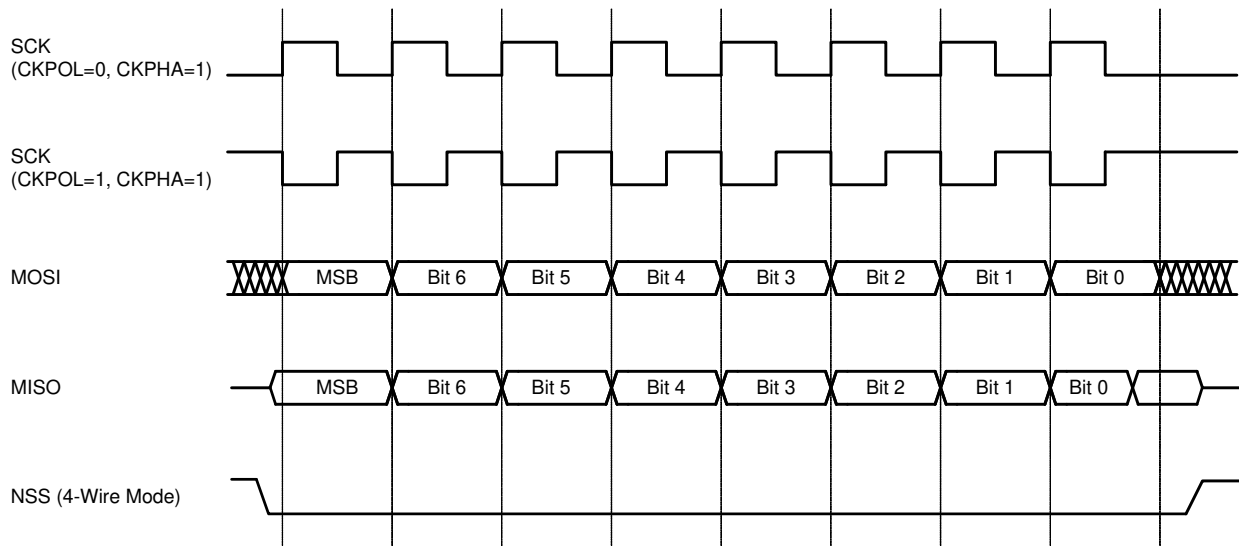 SCK
(CKPOL=0, CKPHA=1)
SCK
(CKPOL=1, CKPHA=1)
MOSI MSB Bit 6 Bit 5 Bit 4 Bit 3 Bit 2 Bit 1 Bit 0
MISO MSB Bit 6 Bit 5 Bit 4 Bit 3 Bit 2 Bit 1 Bit 0
NSS (4-Wire Mode)